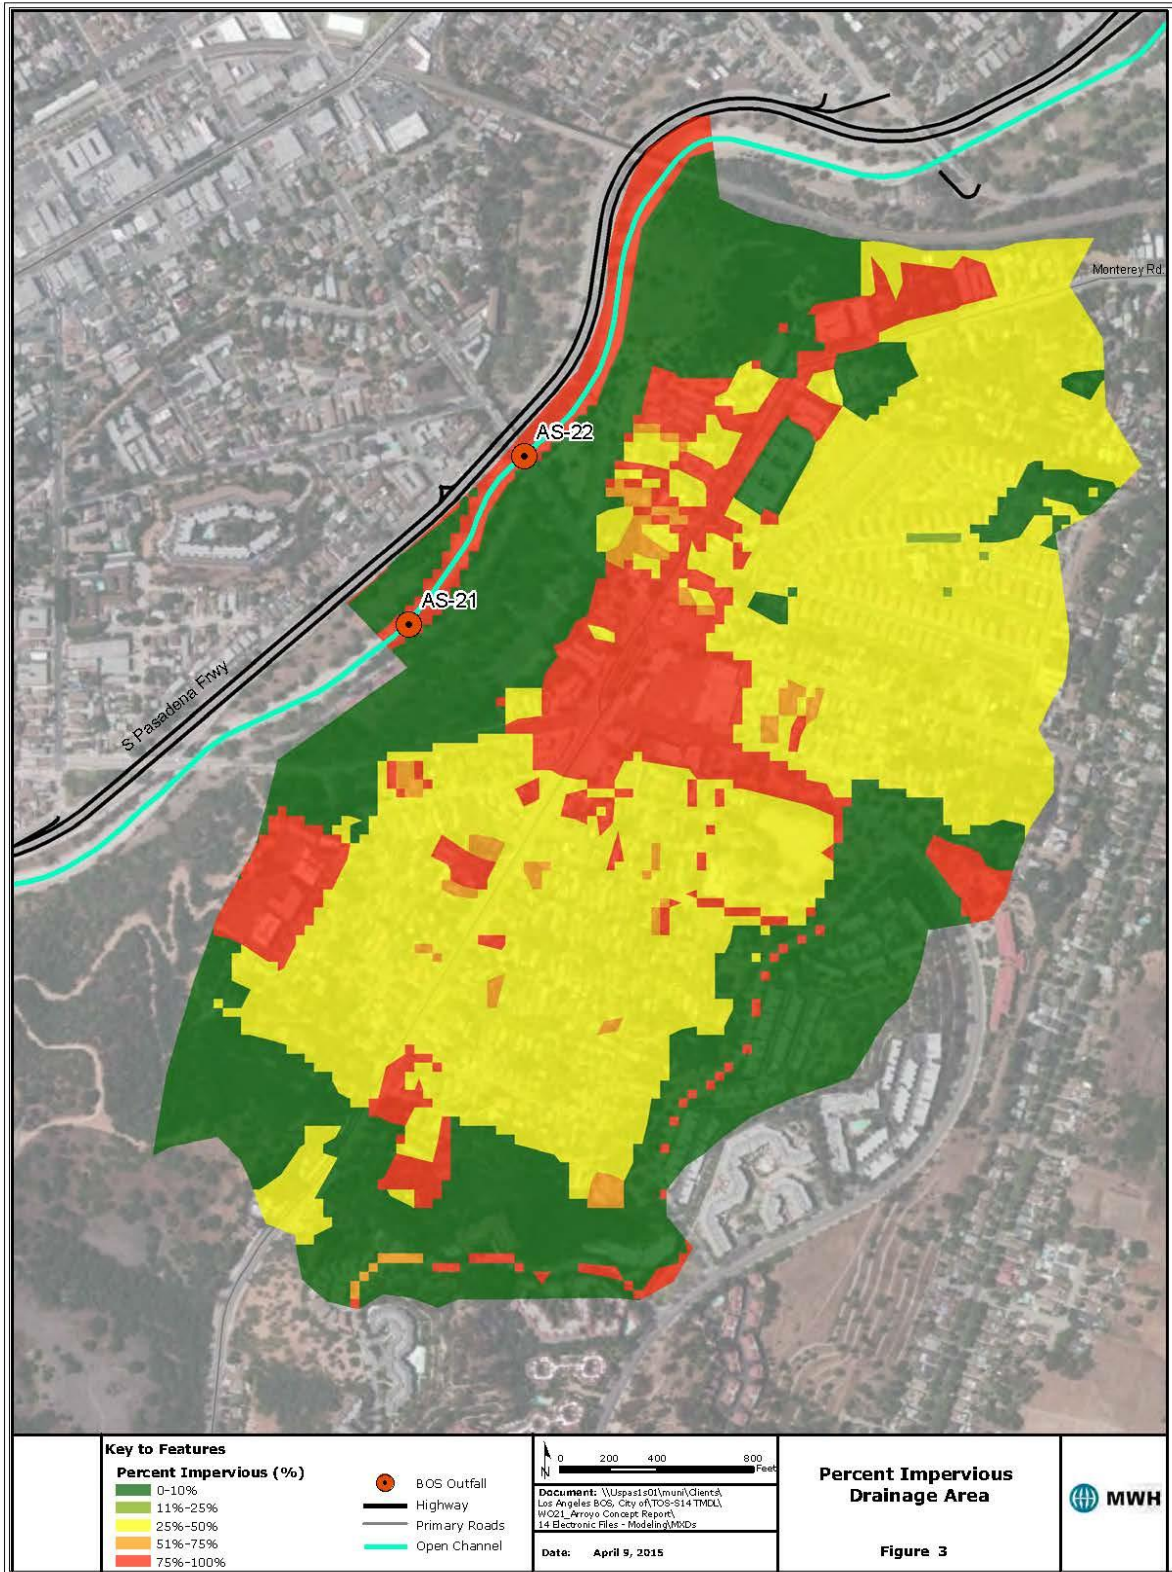 Monterey Rd.
AS-22
AS-21
S Pasadena Frwy
Key to Features
Percent Impervious (%)
0-10%
11%-25%
25%-50%
51%-75%
75%-100%
BOS Outfall
Highway
Primary Roads
Open Channel
N
0 200 400 800
Feet
Document: \\Uspas1s01\muni\Clients\
Los Angeles BOS, City of\TOS-S14 TMDL\
WO21_Arroyo Concept Report\
14 Electronic Files - Modeling\MXDs
Date: April 9, 2015
Percent Impervious
Drainage Area
Figure 3
MWH